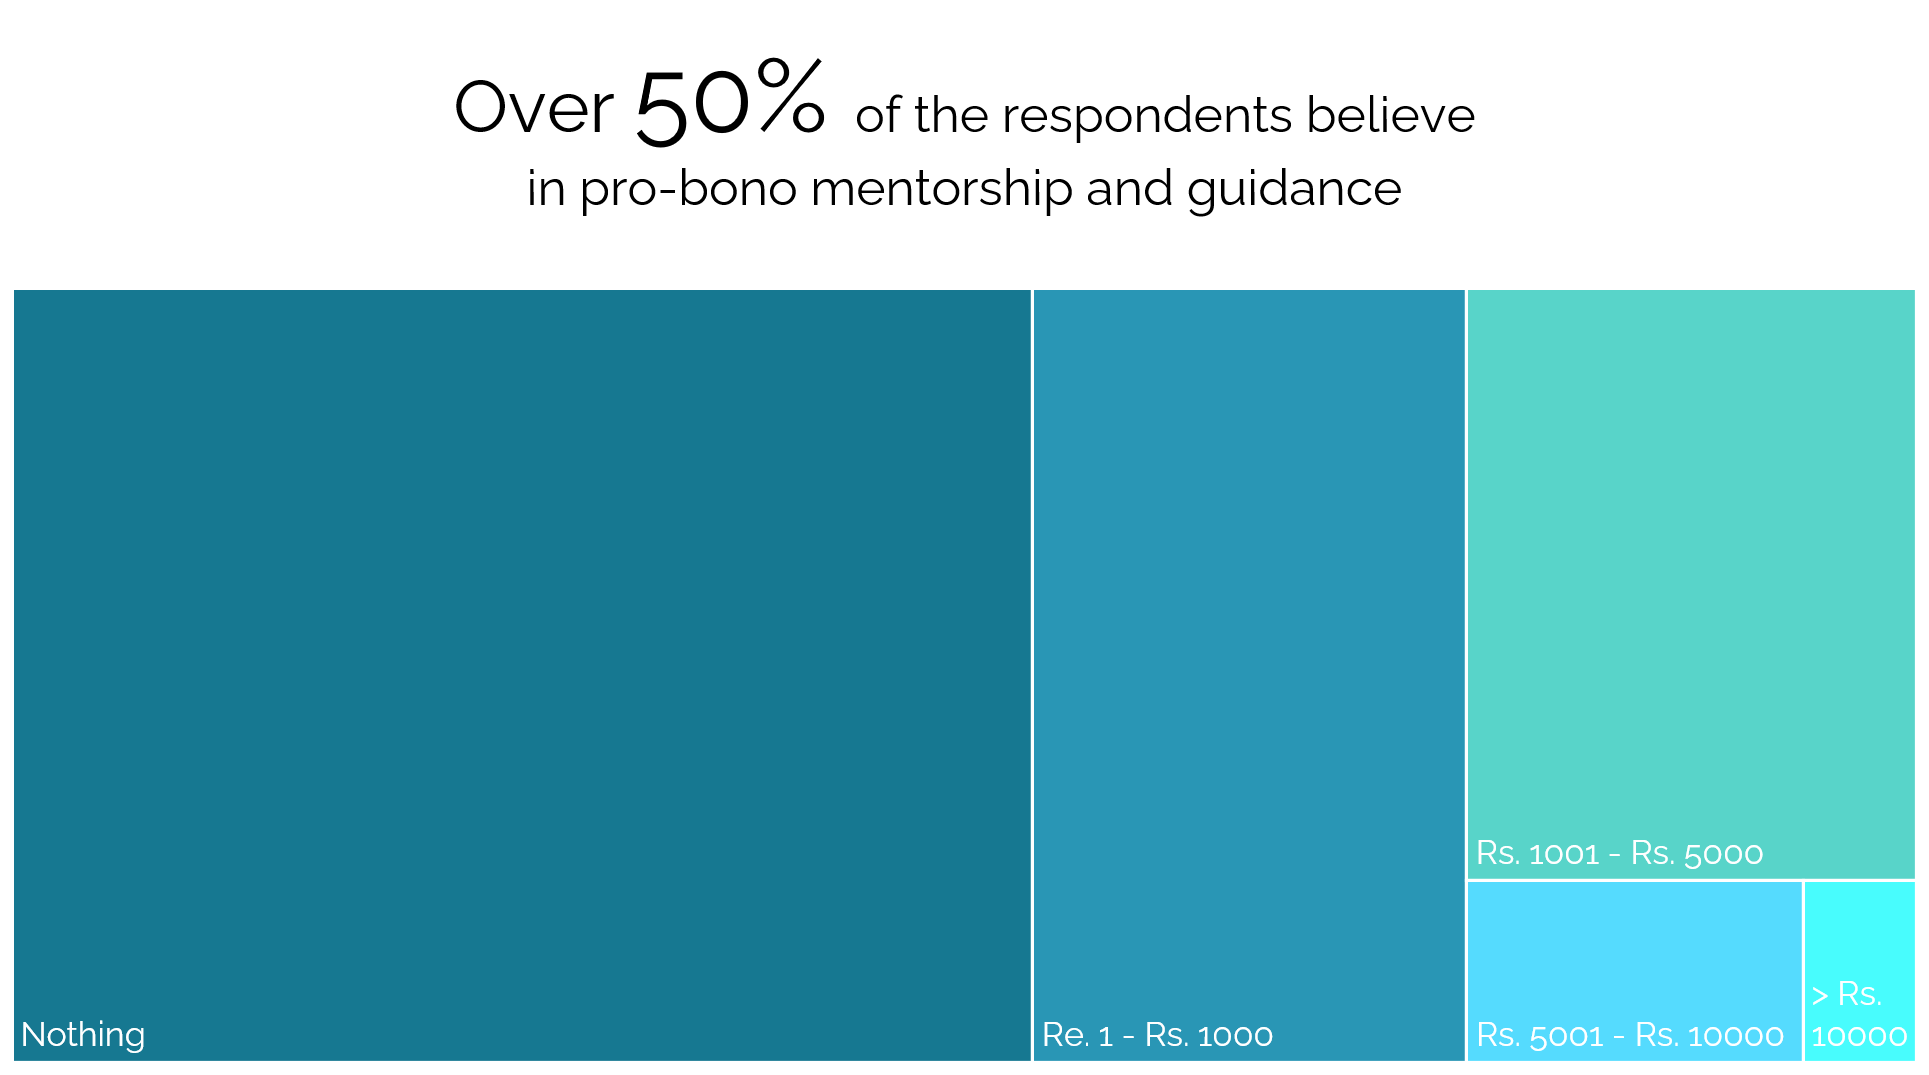 Over 50% of the respondents believe
in pro-bono mentorship and guidance
Rs. 1001 - Rs. 5000
Nothing
Re. 1 - Rs. 1000
Rs. 5001 - Rs. 10000
> Rs.
10000